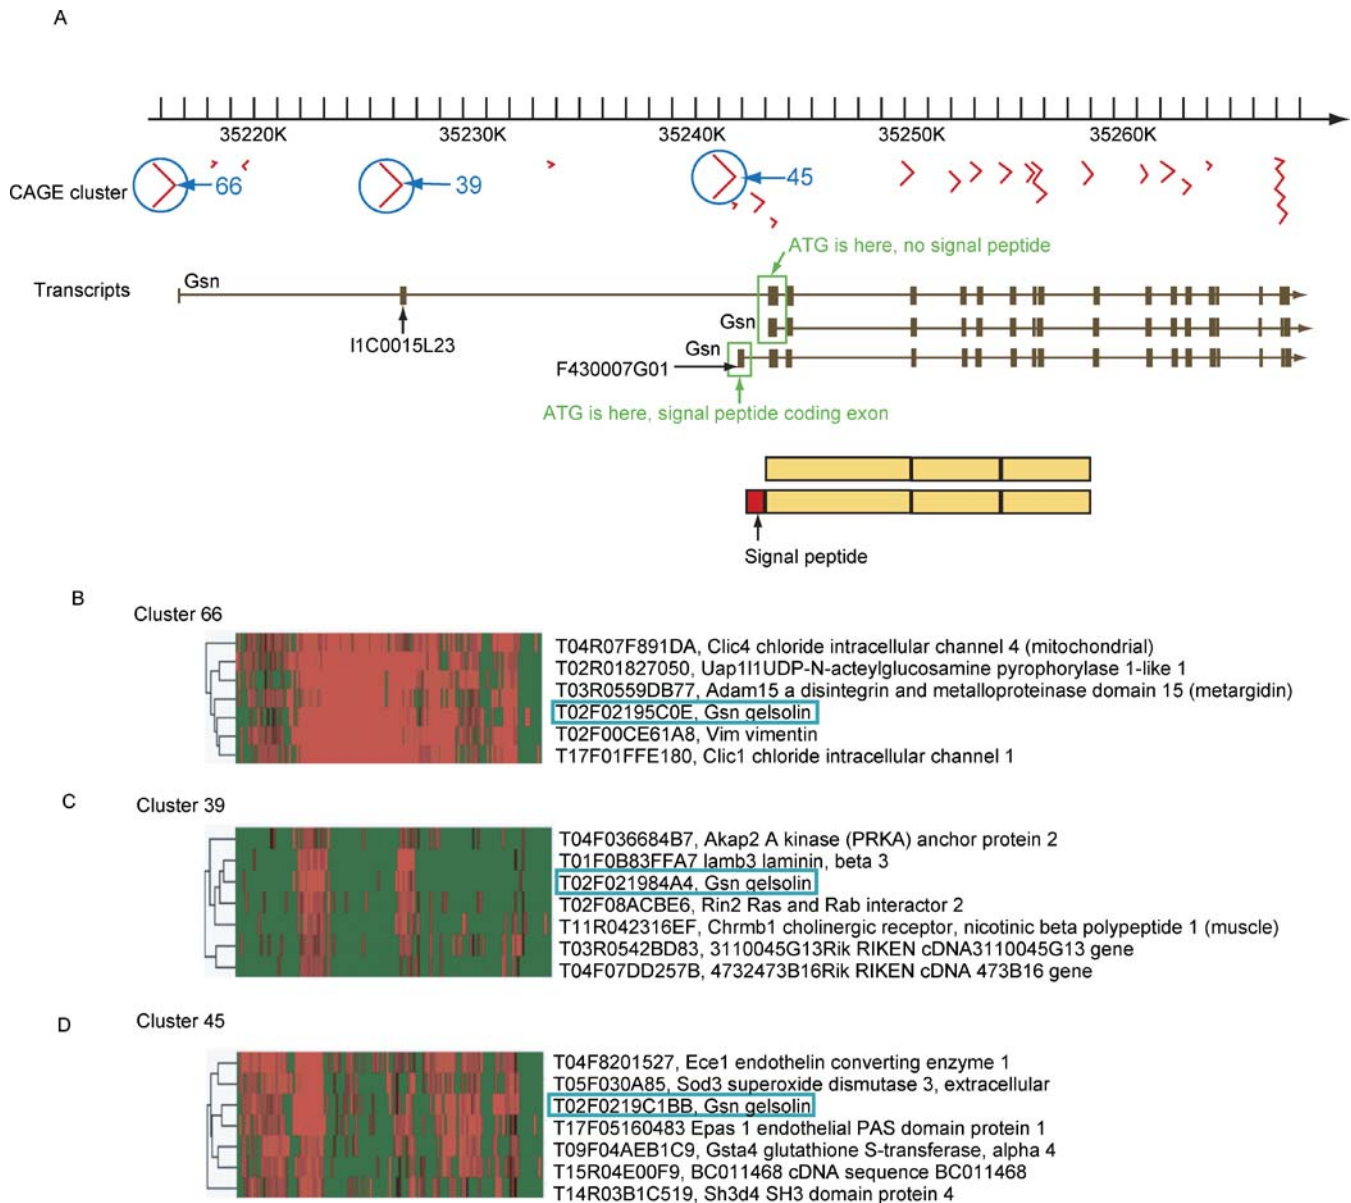 A
35220K 35230K 35240K 35250K 35260K
CAGE cluster
66
39
45
ATG is here, no signal peptide
Transcripts
Gsn
I1C0015L23
Gsn
Gsn
F430007G01
ATG is here, signal peptide coding exon
Signal peptide
B
Cluster 66
T04R07F891DA, Clic4 chloride intracellular channel 4 (mitochondrial)
T02R01827050, Uap1l1UDP-N-acteylglucosamine pyrophorylase 1-like 1
T03R0559DB77, Adam15 a disintegrin and metalloproteinase domain 15 (metargidin)
T02F02195C0E, Gsn gelsolin
T02F00CE61A8, Vim vimentin
T17F01FFE180, Clic1 chloride intracellular channel 1
C
Cluster 39
T04F036684B7, Akap2 A kinase (PRKA) anchor protein 2
T01F0B83FFA7 lamb3 laminin, beta 3
T02F021984A4, Gsn gelsolin
T02F08ACBE6, Rin2 Ras and Rab interactor 2
T11R042316EF, Chrmb1 cholinergic receptor, nicotinic beta polypeptide 1 (muscle)
T03R0542BD83, 3110045G13Rik RIKEN cDNA3110045G13 gene
T04F07DD257B, 4732473B16Rik RIKEN cDNA 473B16 gene
D
Cluster 45
T04F8201527, Ece1 endothelin converting enzyme 1
T05F030A85, Sod3 superoxide dismutase 3, extracellular
T02F0219C1BB, Gsn gelsolin
T17F05160483 Epas 1 endothelial PAS domain protein 1
T09F04AEB1C9, Gsta4 glutathione S-transferase, alpha 4
T15R04E00F9, BC011468 cDNA sequence BC011468
T14R03B1C519, Sh3d4 SH3 domain protein 4